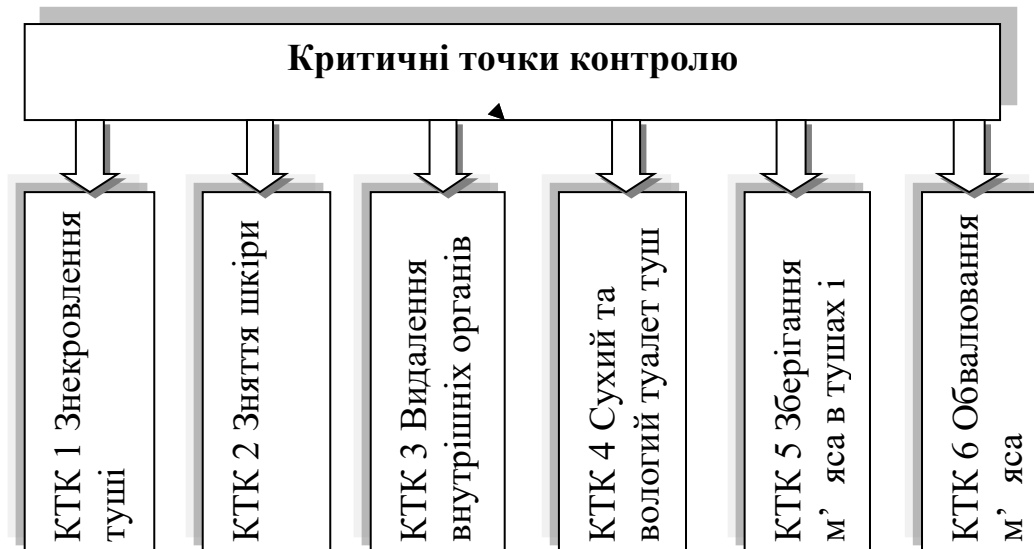 Критичні точки контролю
КТК 1 Знекровлення
туші
КТК 2 Зняття шкіри
КТК 3 Видалення
внутрішніх органів
КТК 4 Сухий та
вологий туалет туш
КТК 5 Зберігання
м’ яса в тушах і
КТК 6 Обвалювання
м’ яса